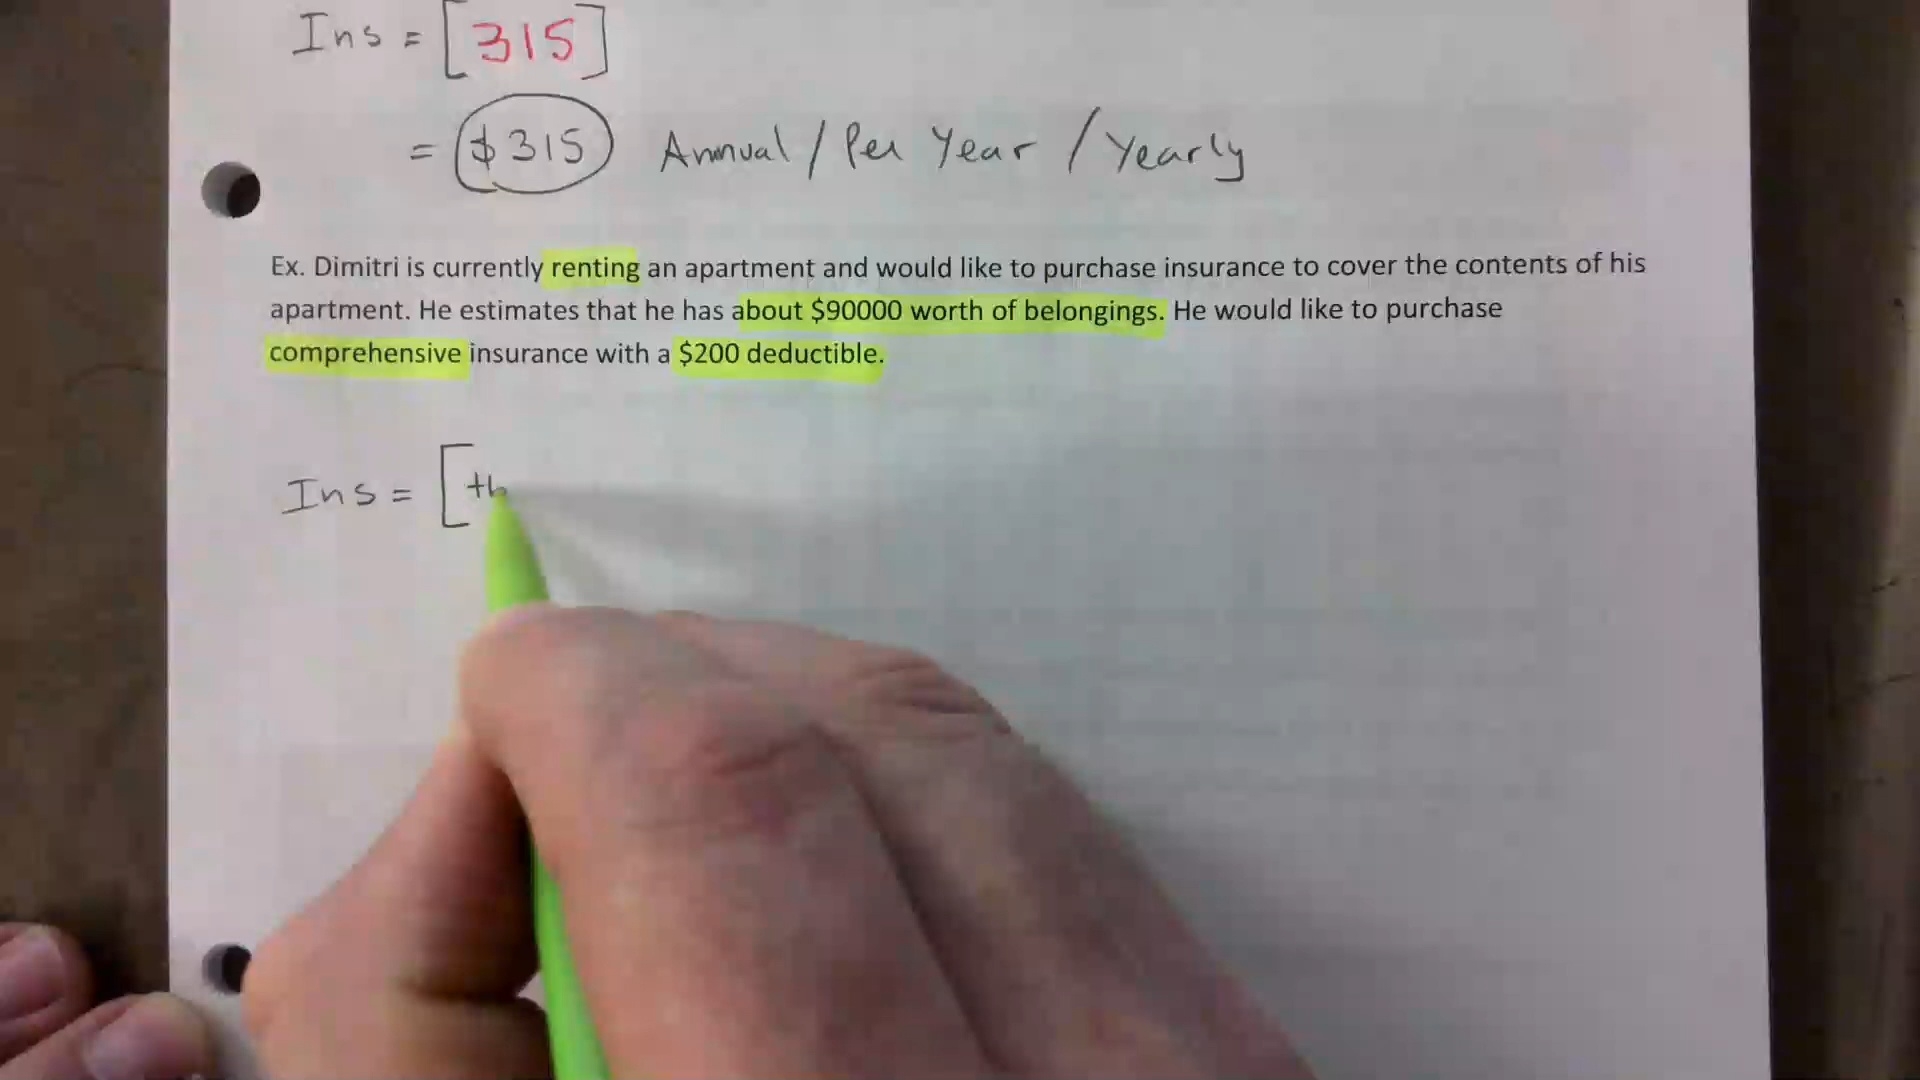 Ins = [315]
= $315 Annual / Per Year / Yearly
Ex. Dimitri is currently renting an apartment and would like to purchase insurance to cover the contents of his
apartment. He estimates that he has about $90000 worth of belongings. He would like to purchase
comprehensive insurance with a $200 deductible.
Ins = [th